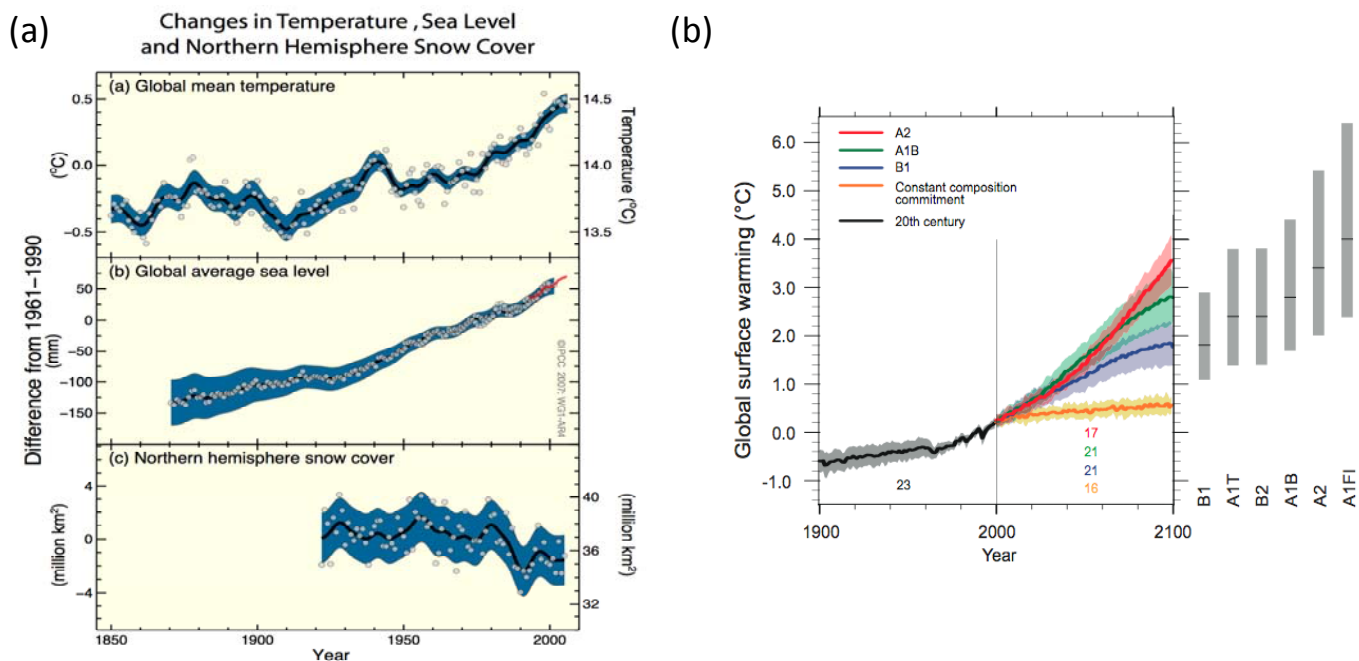 (a)
Changes in Temperature , Sea Level
and Northern Hemisphere Snow Cover
(a) Global mean temperature
0.5
0.0
−0.5
(°C)
14.5
14.0
13.5
Temperature (°C)
(b) Global average sea level
50
0
−50
−100
−150
(mm)
Difference from 1961–1990
©IPCC 2007: WG1-AR4
(c) Northern hemisphere snow cover
4
0
−4
(million km²)
40
36
32
(million km²)
1850
1900
1950
2000
Year
(b)
6.0
5.0
4.0
3.0
2.0
1.0
0.0
-1.0
Global surface warming (°C)
A2
A1B
B1
Constant composition
commitment
20th century
23
17
21
21
16
1900
2000
2100
Year
B1
A1T
B2
A1B
A2
A1FI